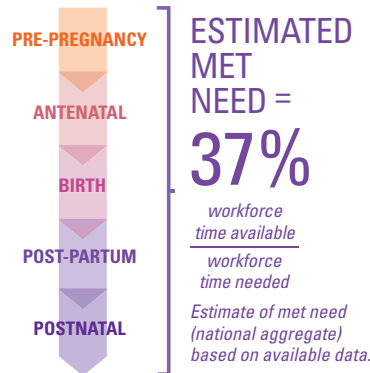 PRE-PREGNANCY
ANTENATAL
BIRTH
POST-PARTUM
POSTNATAL
ESTIMATED
MET
NEED =
37%
workforce
time available
workforce
time needed
Estimate of met need
(national aggregate)
based on available data.